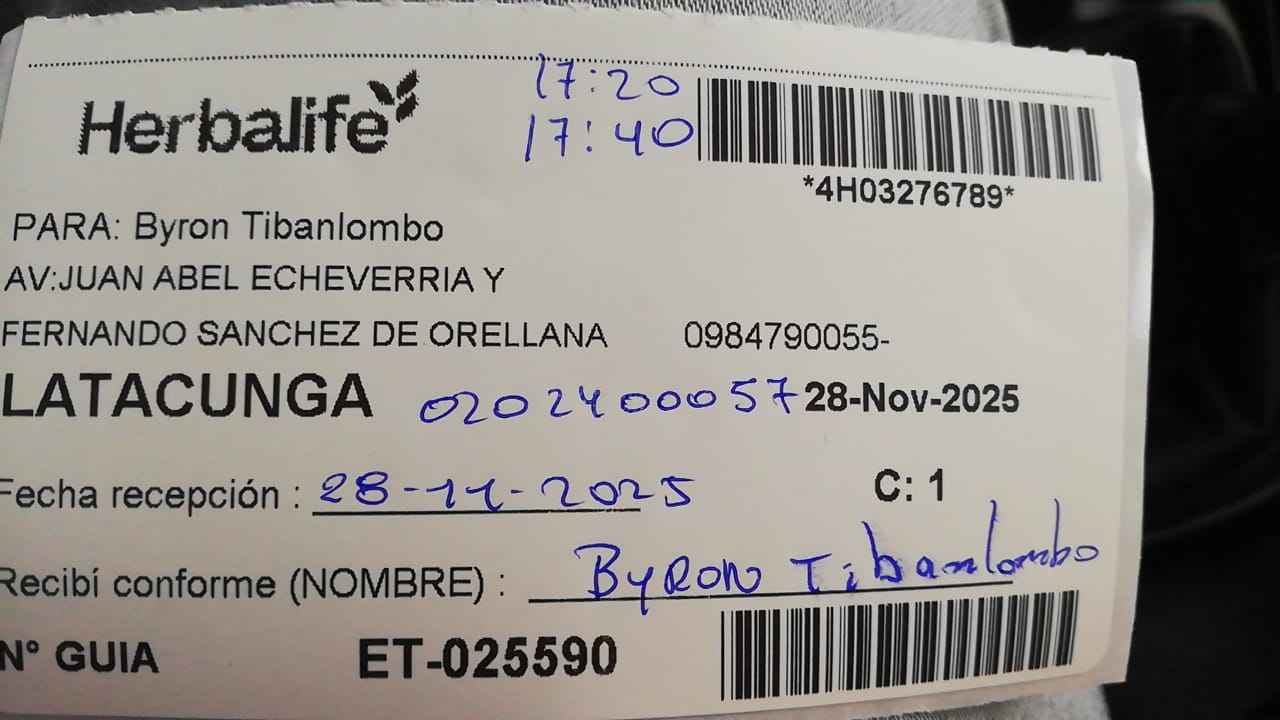 Herbalife
17:20
17:40
*4H03276789*
PARA: Byron Tibanlombo
AV:JUAN ABEL ECHEVERRIA Y
FERNANDO SANCHEZ DE ORELLANA 0984790055-
LATACUNGA 0202400057 28-Nov-2025
Fecha recepción : 28-11-2025 C: 1
Recibí conforme (NOMBRE) : Byron Tibanlombo
N° GUIA ET-025590